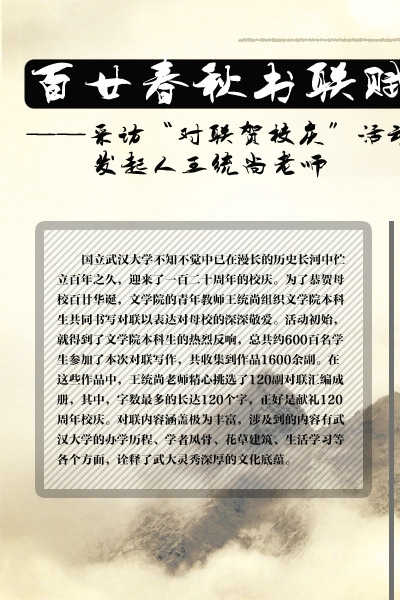 百廿春秋书联赋
——采访“对联贺校庆”活动
发起人王统尚老师
国立武汉大学不知不觉中已在漫长的历史长河中伫
立百年之久，迎来了一百二十周年的校庆。为了恭贺母
校百廿华诞，文学院的青年教师王统尚组织文学院本科
生共同书写对联以表达对母校的深深敬爱。活动初始，
就得到了文学院本科生的热烈反响，总共约600百名学
生参加了本次对联写作，共收集到作品1600余副。在
这些作品中，王统尚老师精心挑选了120副对联汇编成
册，其中，字数最多的长达120个字，正好是献礼120
周年校庆。对联内容涵盖极为丰富，涉及到的内容有武
汉大学的办学历程、学者风骨、花草建筑、生活学习等
各个方面，诠释了武大灵秀深厚的文化底蕴。